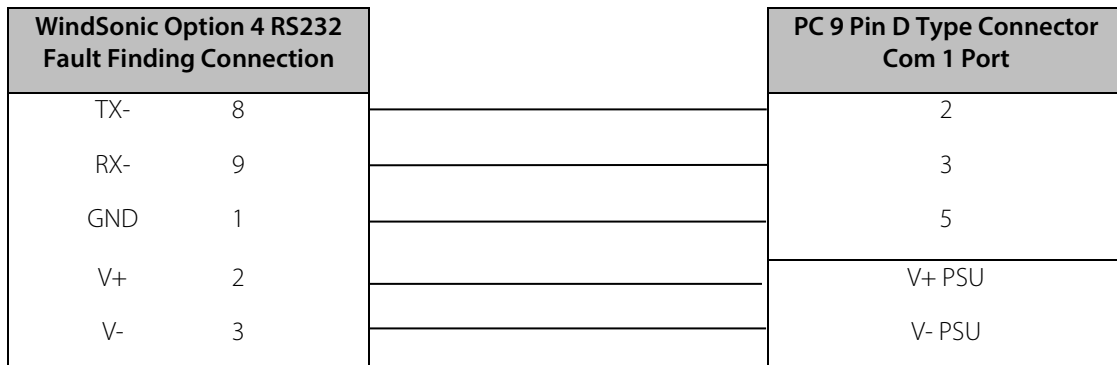 WindSonic Option 4 RS232
Fault Finding Connection
PC 9 Pin D Type Connector
Com 1 Port
TX- 8 2
RX- 9 3
GND 1 5
V+ 2 V+ PSU
V- 3 V- PSU